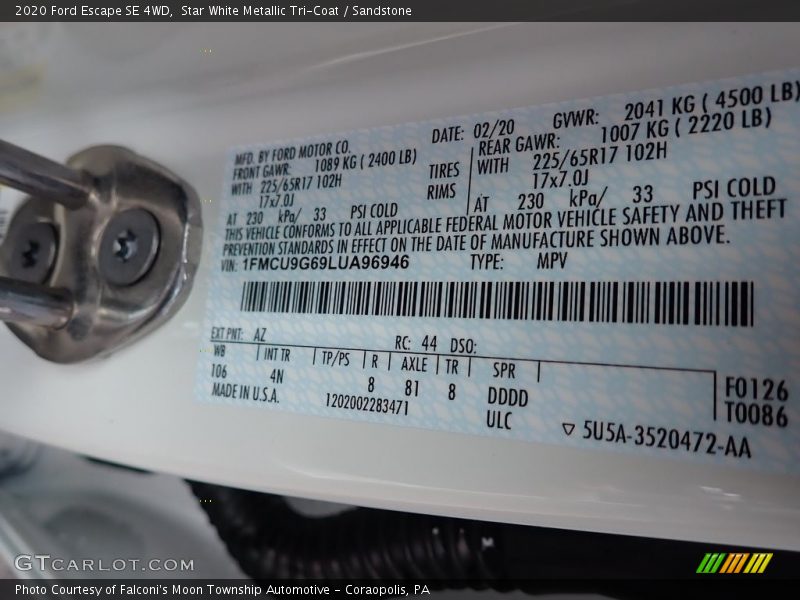 2020 Ford Escape SE 4WD, Star White Metallic Tri-Coat / Sandstone
MFD. BY FORD MOTOR CO. DATE: 02/20 GVWR: 2041 KG ( 4500 LB)
FRONT GAWR: 1089 KG ( 2400 LB) REAR GAWR: 1007 KG ( 2220 LB)
WITH 225/65R17 102H TIRES WITH 225/65R17 102H
17x7.0J RIMS 17x7.0J
AT 230 kPa/ 33 PSI COLD AT 230 kPa/ 33 PSI COLD
THIS VEHICLE CONFORMS TO ALL APPLICABLE FEDERAL MOTOR VEHICLE SAFETY AND THEFT
PREVENTION STANDARDS IN EFFECT ON THE DATE OF MANUFACTURE SHOWN ABOVE.
VIN: 1FMCU9G69LUA96946 TYPE: MPV
EXT PNT: AZ RC: 44 DSO:
WB INT TR TP/PS R AXLE TR SPR
106 4N 8 81 8 DDDD F0126
MADE IN U.S.A. 1202002283471 ULC T0086
5U5A-3520472-AA
GTCARLOT.COM
Photo Courtesy of Falconi's Moon Township Automotive - Coraopolis, PA